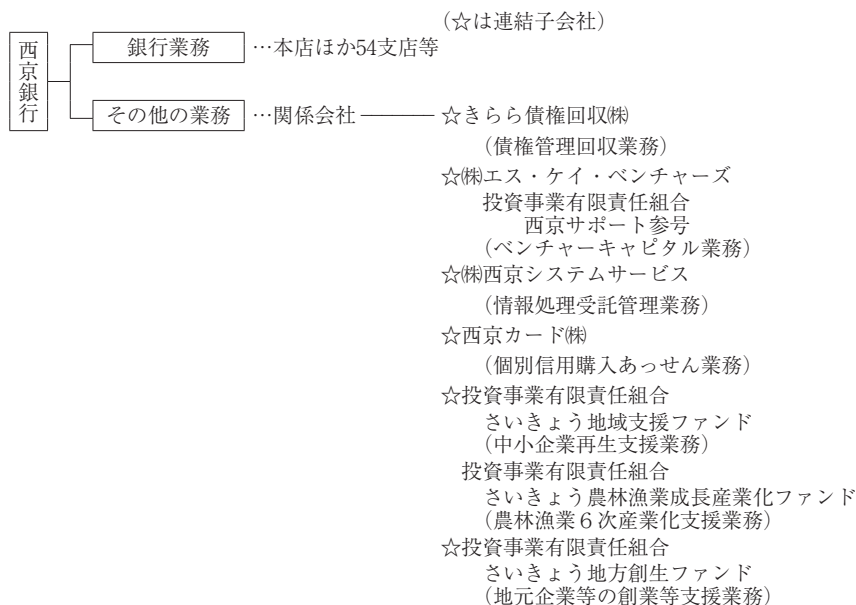 (☆は連結子会社)
西京銀行
銀行業務 …本店ほか54支店等
その他の業務 …関係会社 ――― ☆きらら債権回収㈱
(債権管理回収業務)
☆㈱エス・ケイ・ベンチャーズ
投資事業有限責任組合
西京サポート参号
(ベンチャーキャピタル業務)
☆㈱西京システムサービス
(情報処理受託管理業務)
☆西京カード㈱
(個別信用購入あっせん業務)
☆投資事業有限責任組合
さいきょう地域支援ファンド
(中小企業再生支援業務)
投資事業有限責任組合
さいきょう農林漁業成長産業化ファンド
(農林漁業6次産業化支援業務)
☆投資事業有限責任組合
さいきょう地方創生ファンド
(地元企業等の創業等支援業務)